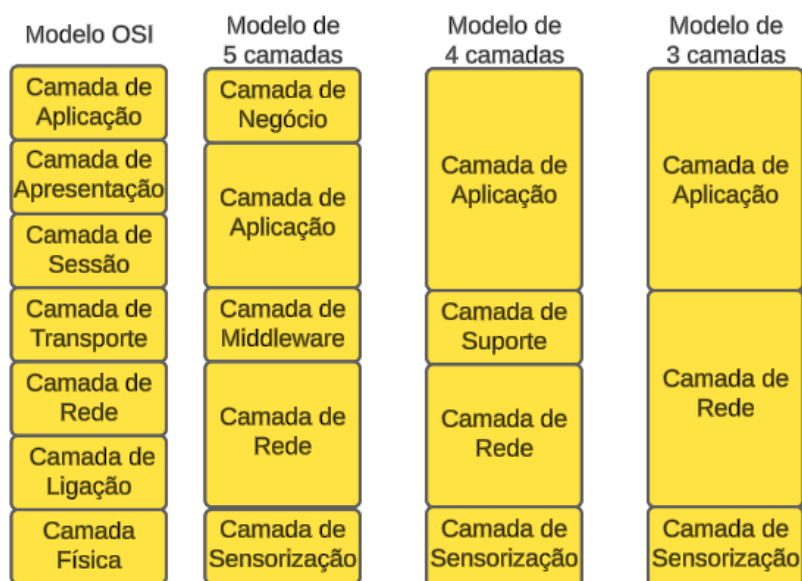 Modelo OSI
Camada de
Aplicação
Camada de
Apresentação
Camada de
Sessão
Camada de
Transporte
Camada de
Rede
Camada de
Ligação
Camada
Física
Modelo de
5 camadas
Camada de
Negócio
Camada de
Aplicação
Camada de
Middleware
Camada de
Rede
Camada de
Sensorização
Modelo de
4 camadas
Camada de
Aplicação
Camada de
Suporte
Camada de
Rede
Camada de
Sensorização
Modelo de
3 camadas
Camada de
Aplicação
Camada de
Rede
Camada de
Sensorização